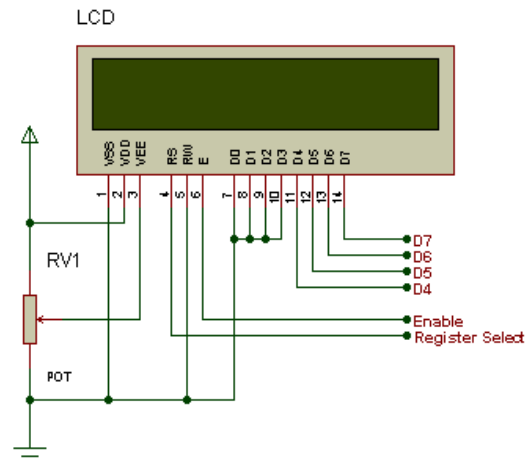 LCD
VSS VDD VEE RS RW E D0 D1 D2 D3 D4 D5 D6 D7
1 2 3 4 5 6 7 8 9 10 11 12 13 14
D7
D6
D5
D4
Enable
Register Select
RV1
POT